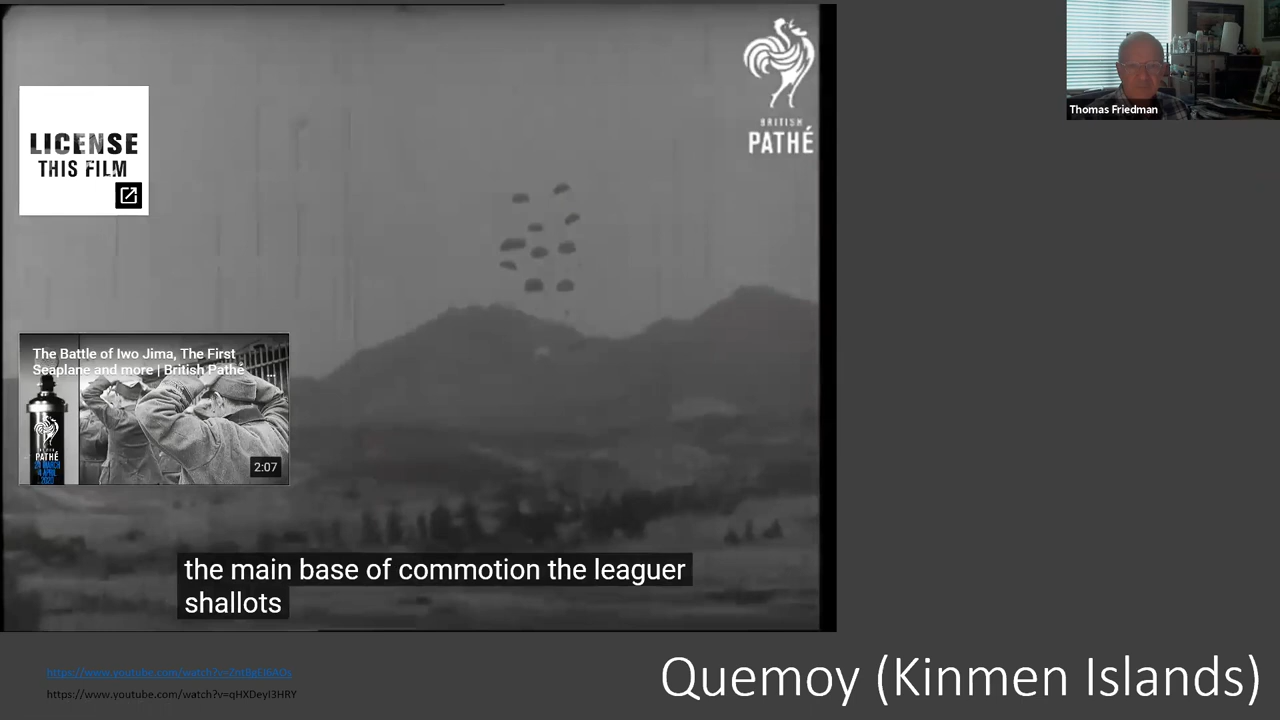 BRITISH
PATHÉ
LICENSE
THIS FILM
Thomas Friedman
The Battle of Iwo Jima, The First
Seaplane and more | British Pathé
PATHÉ
2:07
the main base of commotion the leaguer
shallots
https://www.youtube.com/watch?v=qHXDeyI3HRY
Quemoy (Kinmen Islands)